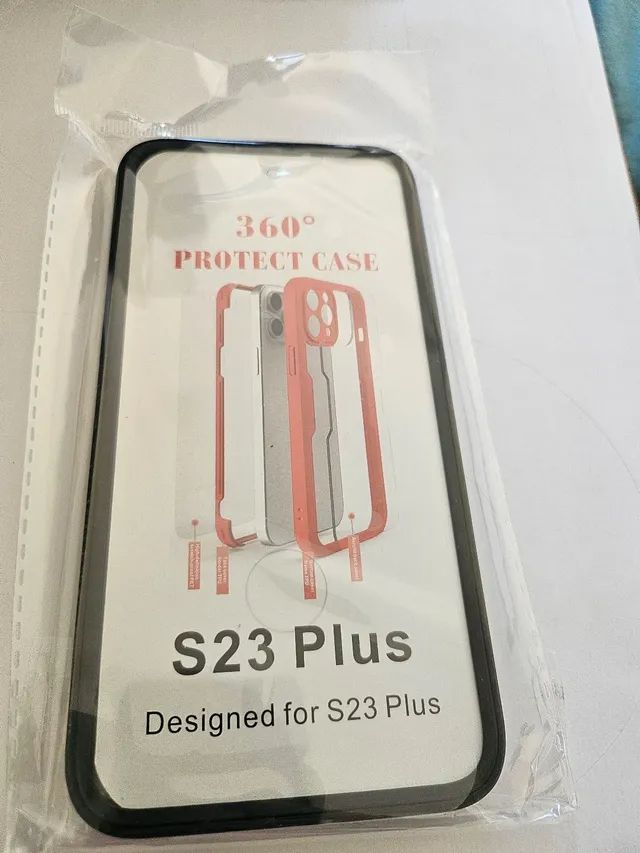 360°
PROTECT CASE
S23 Plus
Designed for S23 Plus